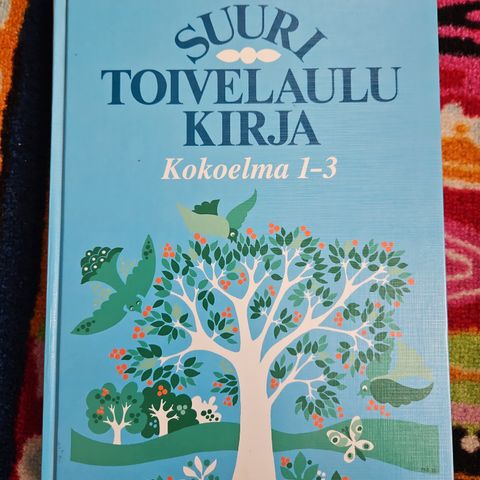 SUURI
TOIVELAULU
KIRJA
Kokoelma 1–3